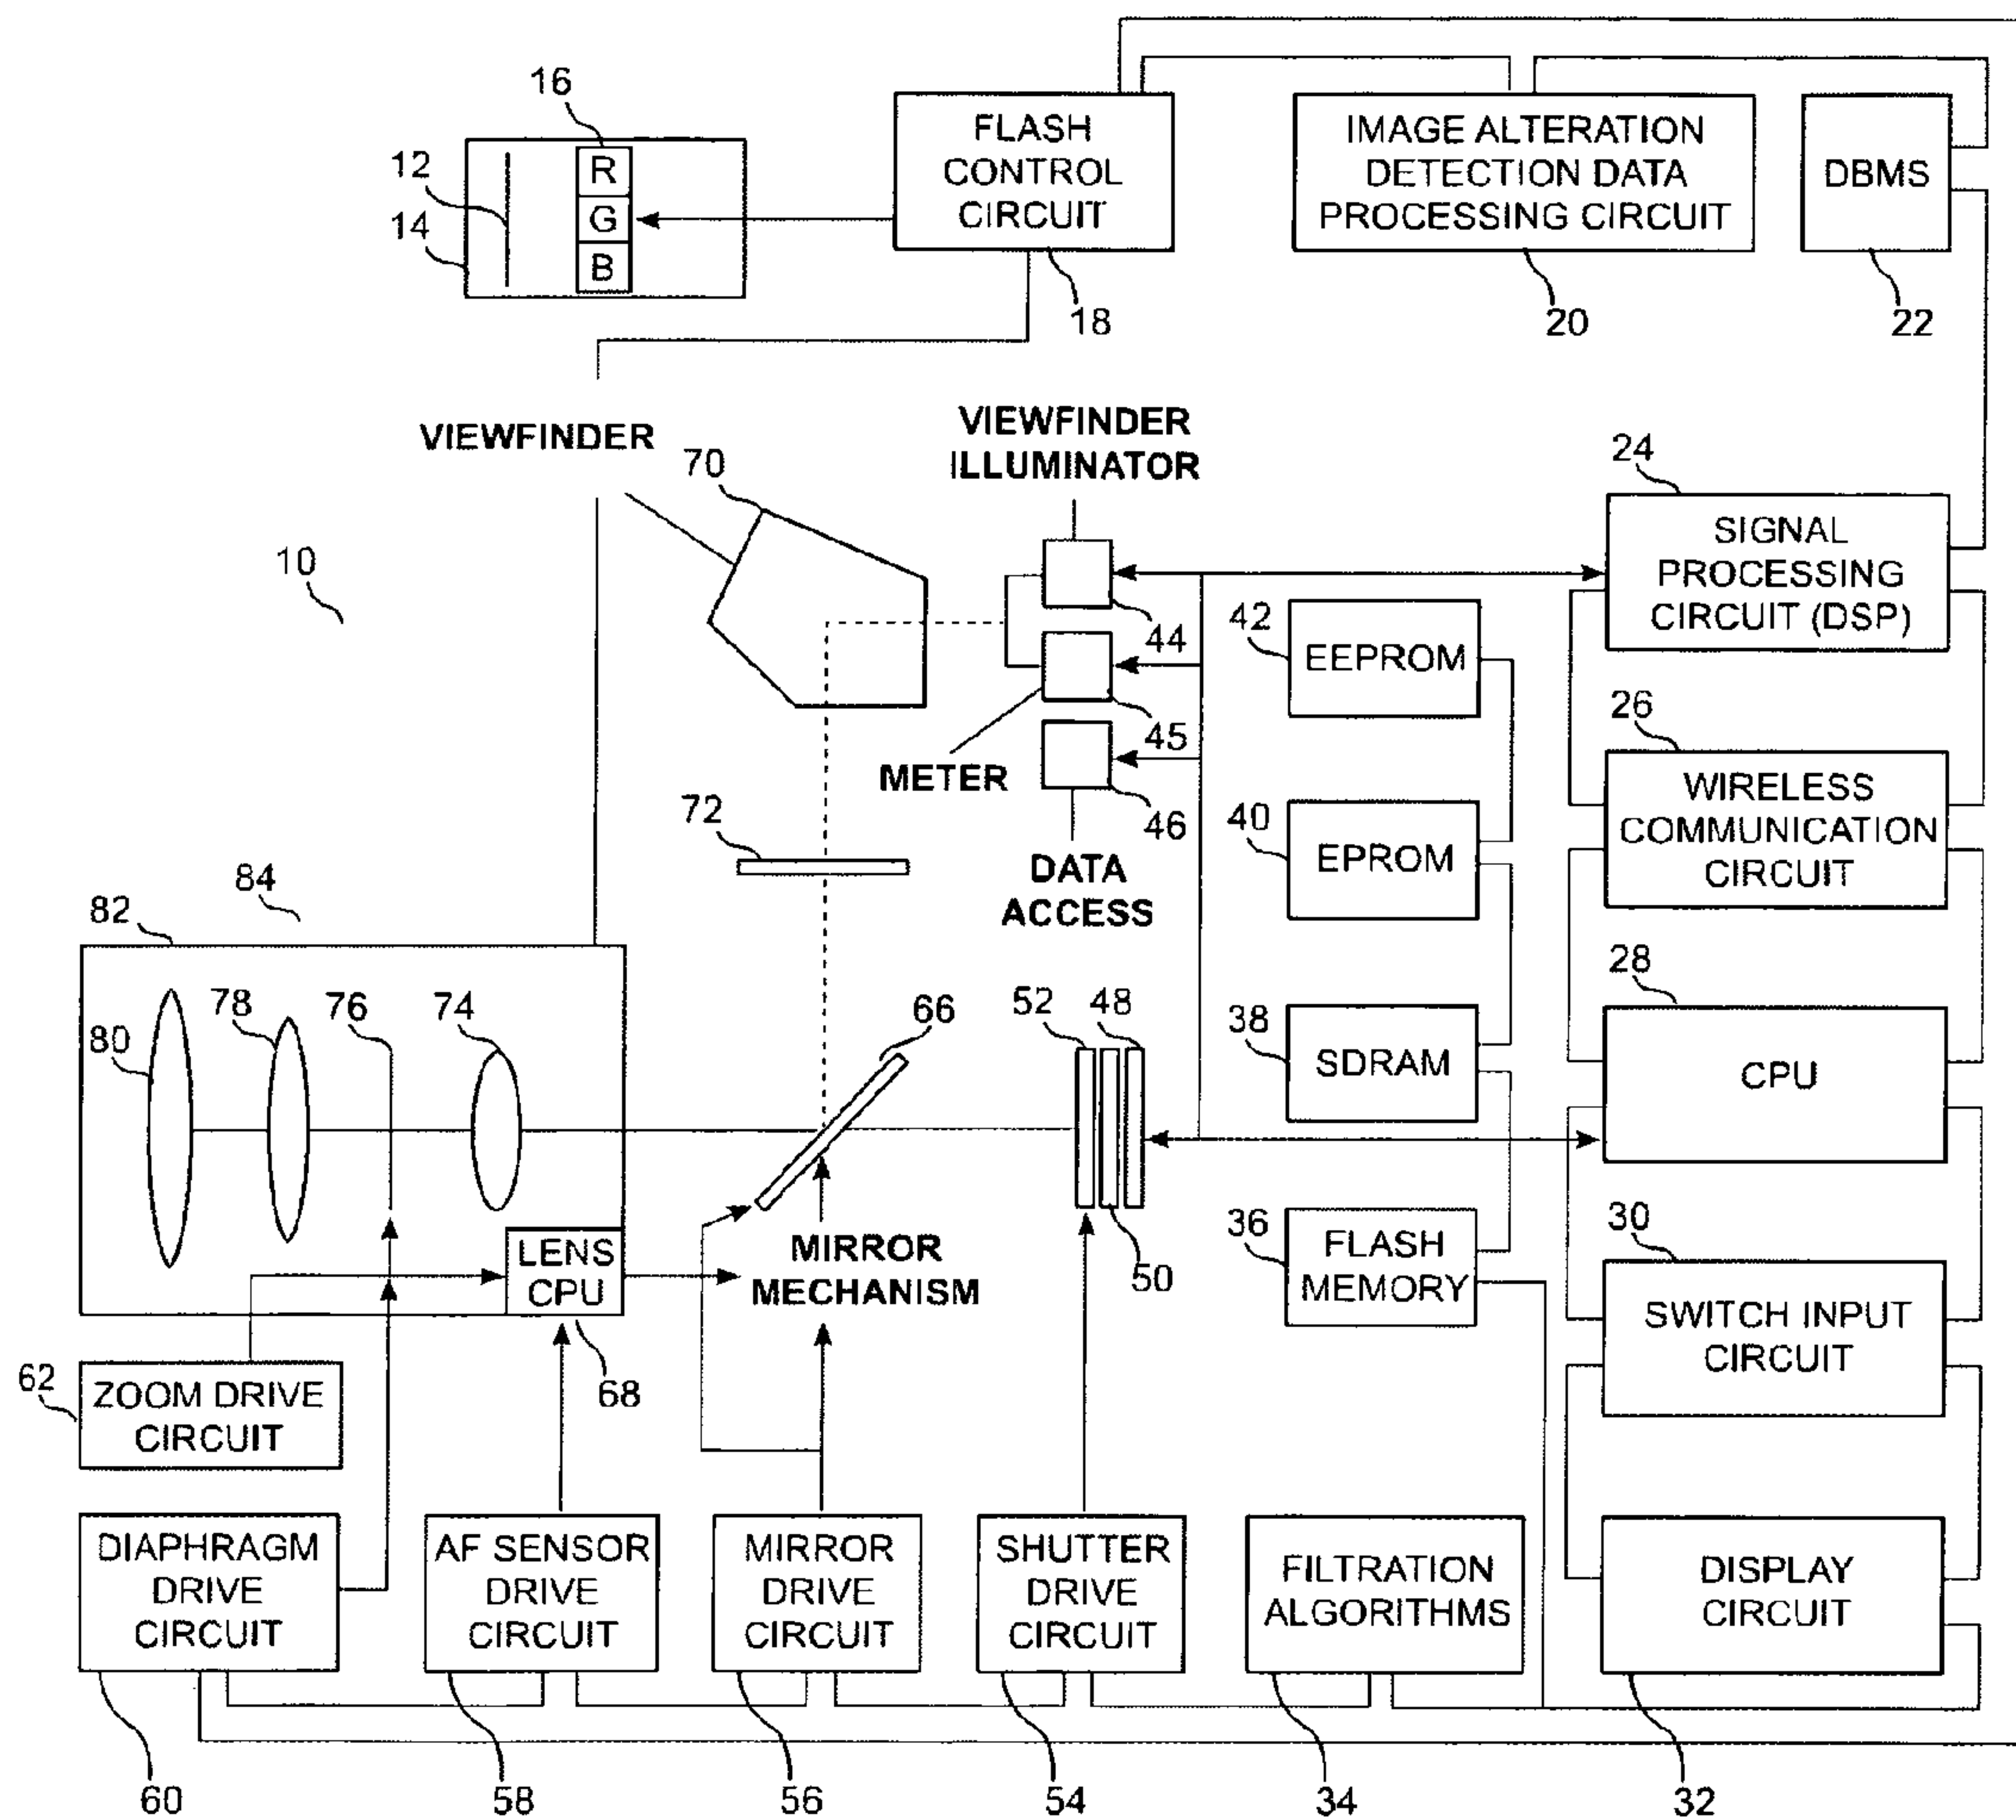 16
12
14
R
G
B
FLASH
CONTROL
CIRCUIT
18
IMAGE ALTERATION
DETECTION DATA
PROCESSING CIRCUIT
20
DBMS
22
VIEWFINDER
70
VIEWFINDER
ILLUMINATOR
10
44
45
METER
46
DATA
ACCESS
72
42
EEPROM
40
EPROM
38
SDRAM
36
FLASH
MEMORY
24
SIGNAL
PROCESSING
CIRCUIT (DSP)
26
WIRELESS
COMMUNICATION
CIRCUIT
28
CPU
30
SWITCH INPUT
CIRCUIT
84
82
80
78
76
74
66
52
48
50
LENS
CPU
68
MIRROR
MECHANISM
62
ZOOM DRIVE
CIRCUIT
DIAPHRAGM
DRIVE
CIRCUIT
60
AF SENSOR
DRIVE
CIRCUIT
58
MIRROR
DRIVE
CIRCUIT
56
SHUTTER
DRIVE
CIRCUIT
54
FILTRATION
ALGORITHMS
34
DISPLAY
CIRCUIT
32